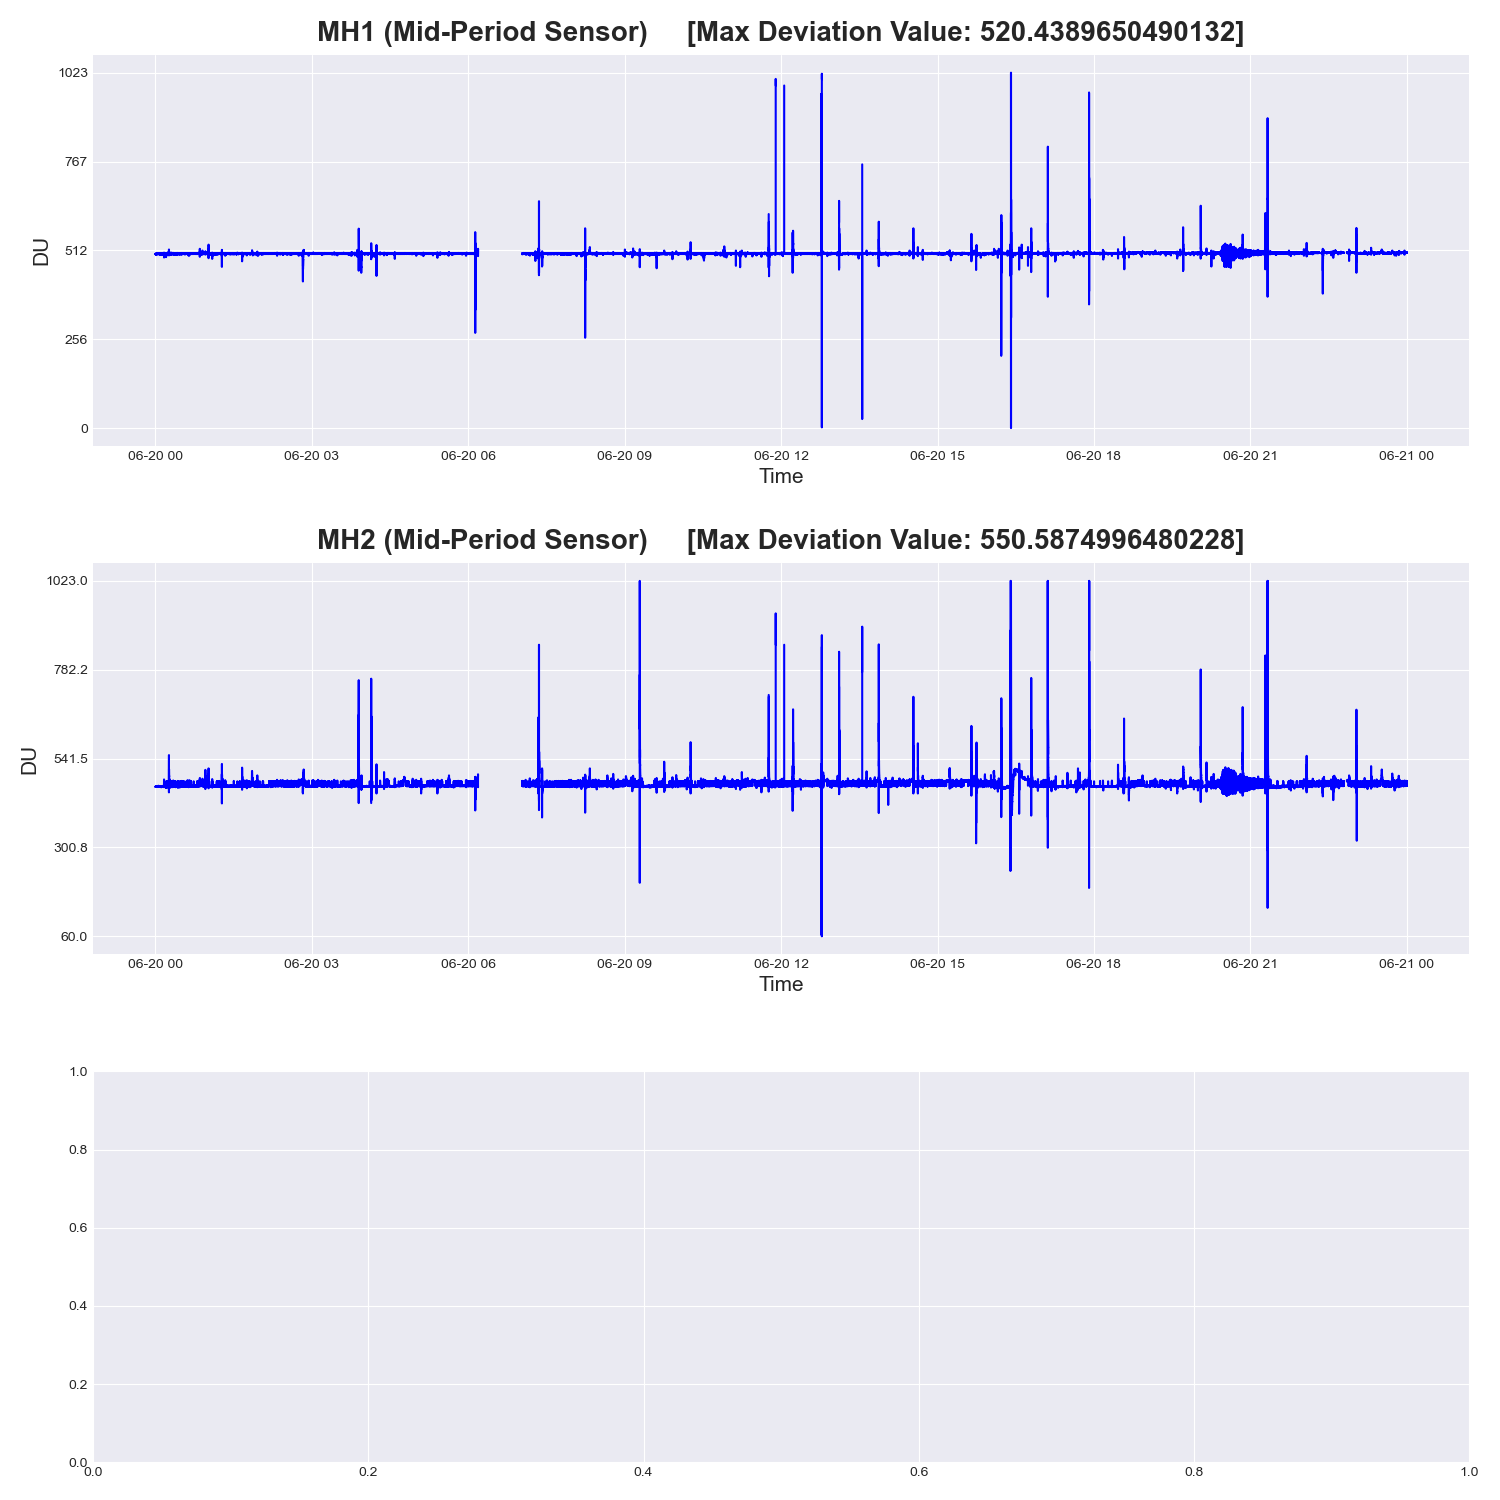 MH1 (Mid-Period Sensor) [Max Deviation Value: 520.4389650490132]
1023
767
512
256
0
DU
06-20 00 06-20 03 06-20 06 06-20 09 06-20 12 06-20 15 06-20 18 06-20 21 06-21 00
Time
MH2 (Mid-Period Sensor) [Max Deviation Value: 550.5874996480228]
1023.0
782.2
541.5
300.8
60.0
DU
06-20 00 06-20 03 06-20 06 06-20 09 06-20 12 06-20 15 06-20 18 06-20 21 06-21 00
Time
1.0
0.8
0.6
0.4
0.2
0.0
0.0 0.2 0.4 0.6 0.8 1.0